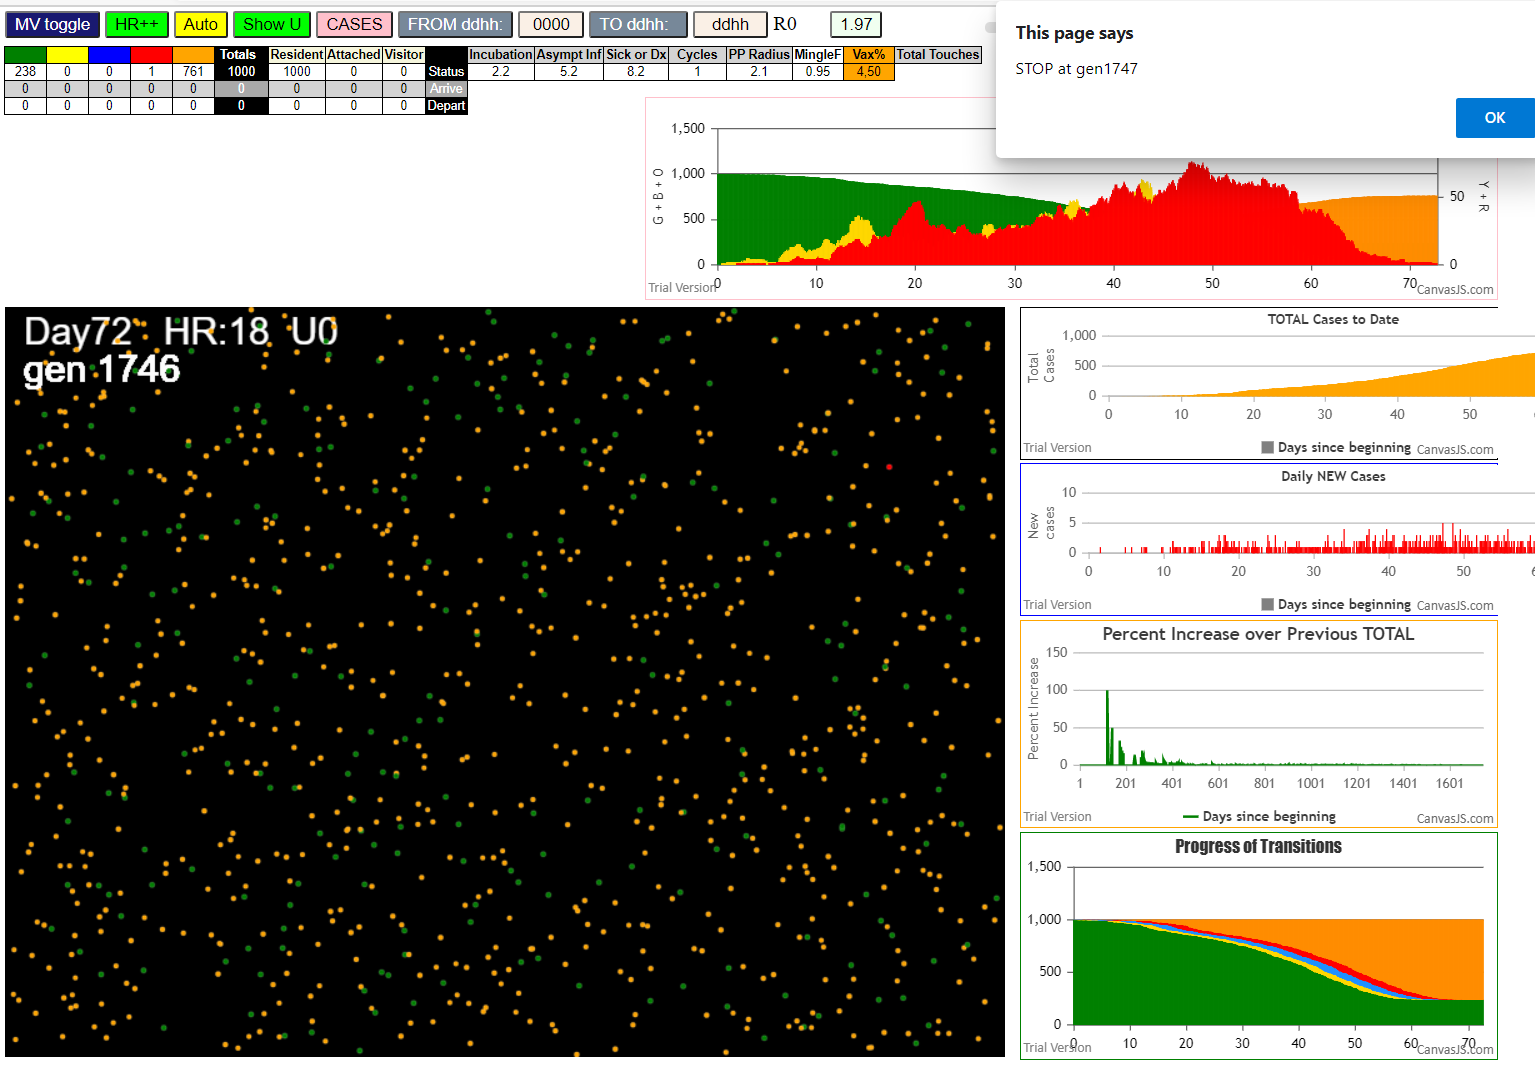 MV toggle HR++ Auto Show U CASES FROM ddhh: 0000 TO ddhh: ddhh R0 1.97
This page says
STOP at gen1747
OK
Totals Resident Attached Visitor Incubation Asympt Inf Sick or Dx Cycles PP Radius MingleF Vax% Total Touches
238 0 0 1 761 1000 1000 0 0 Status 2.2 5.2 8.2 1 2.1 0.95 4,50
0 0 0 0 0 0 0 0 0 Arrive
0 0 0 0 0 0 0 0 0 Depart
1,500
1,000
500
0
G + B + O
50
0
Y + R
0 10 20 30 40 50 60 70
Trial Version
CanvasJS.com
Day72 HR:18 U0
gen 1746
TOTAL Cases to Date
Total
Cases
1,000
500
0
0 10 20 30 40 50
Days since beginning
Trial Version
CanvasJS.com
Daily NEW Cases
New
cases
10
5
0
0 10 20 30 40 50 6
Days since beginning
Trial Version
CanvasJS.com
Percent Increase over Previous TOTAL
Percent Increase
150
100
50
0
1 201 401 601 801 1001 1201 1401 1601
Days since beginning
Trial Version
CanvasJS.com
Progress of Transitions
1,500
1,000
500
0
0 10 20 30 40 50 60 70
Trial Version
CanvasJS.com